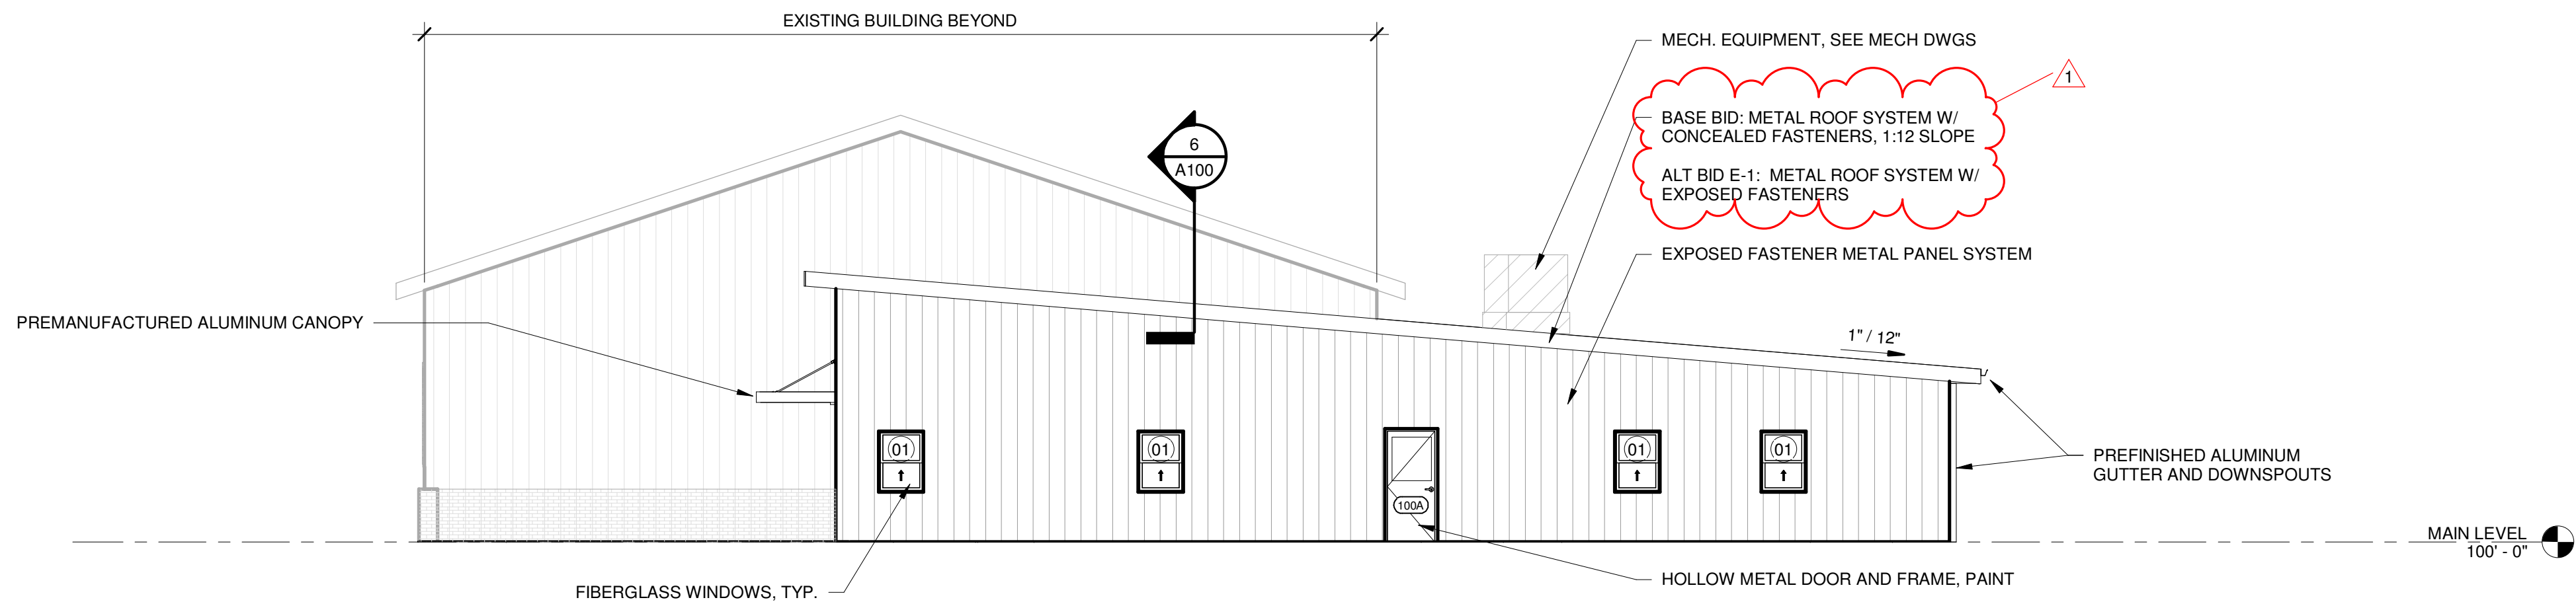 EXISTING BUILDING BEYOND
MECH. EQUIPMENT, SEE MECH DWGS
1
BASE BID: METAL ROOF SYSTEM W/
CONCEALED FASTENERS, 1:12 SLOPE
ALT BID E-1: METAL ROOF SYSTEM W/
EXPOSED FASTENERS
6
A100
EXPOSED FASTENER METAL PANEL SYSTEM
PREMANUFACTURED ALUMINUM CANOPY
1" / 12"
01
01
01
01
100A
PREFINISHED ALUMINUM
GUTTER AND DOWNSPOUTS
MAIN LEVEL
100' - 0"
FIBERGLASS WINDOWS, TYP.
HOLLOW METAL DOOR AND FRAME, PAINT